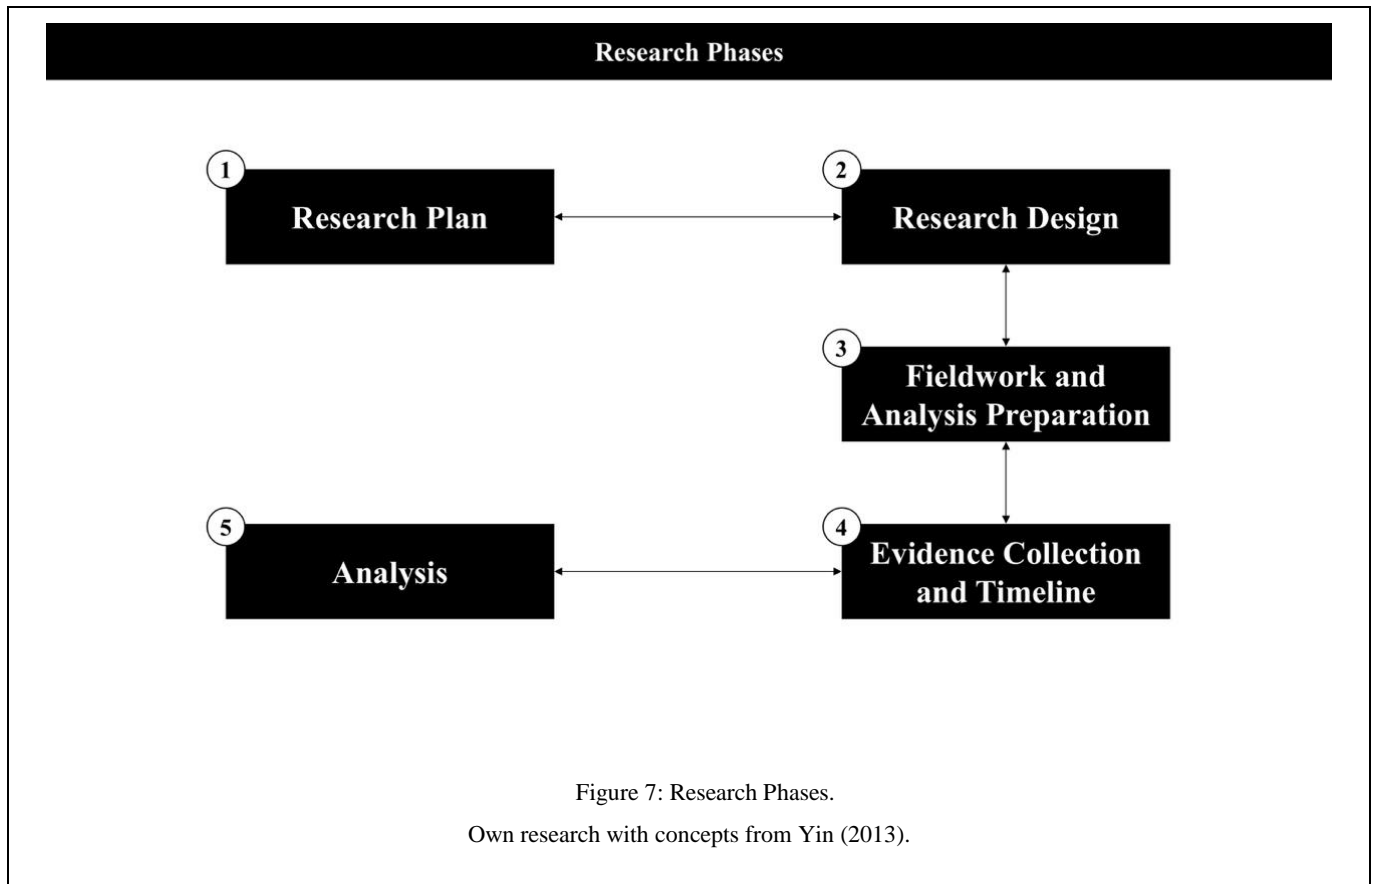 Research Phases
1
Research Plan
2
Research Design
3
Fieldwork and
Analysis Preparation
4
Evidence Collection
and Timeline
5
Analysis
Figure 7: Research Phases.
Own research with concepts from Yin (2013).